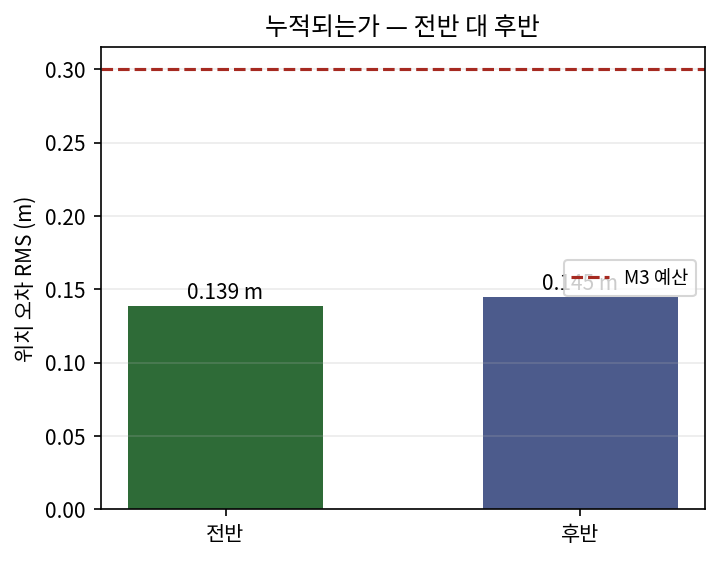 누적되는가 — 전반 대 후반
위치 오차 RMS (m)
0.30
0.25
0.20
0.15
0.10
0.05
0.00
0.139 m
0.145 m
M3 예산
전반
후반